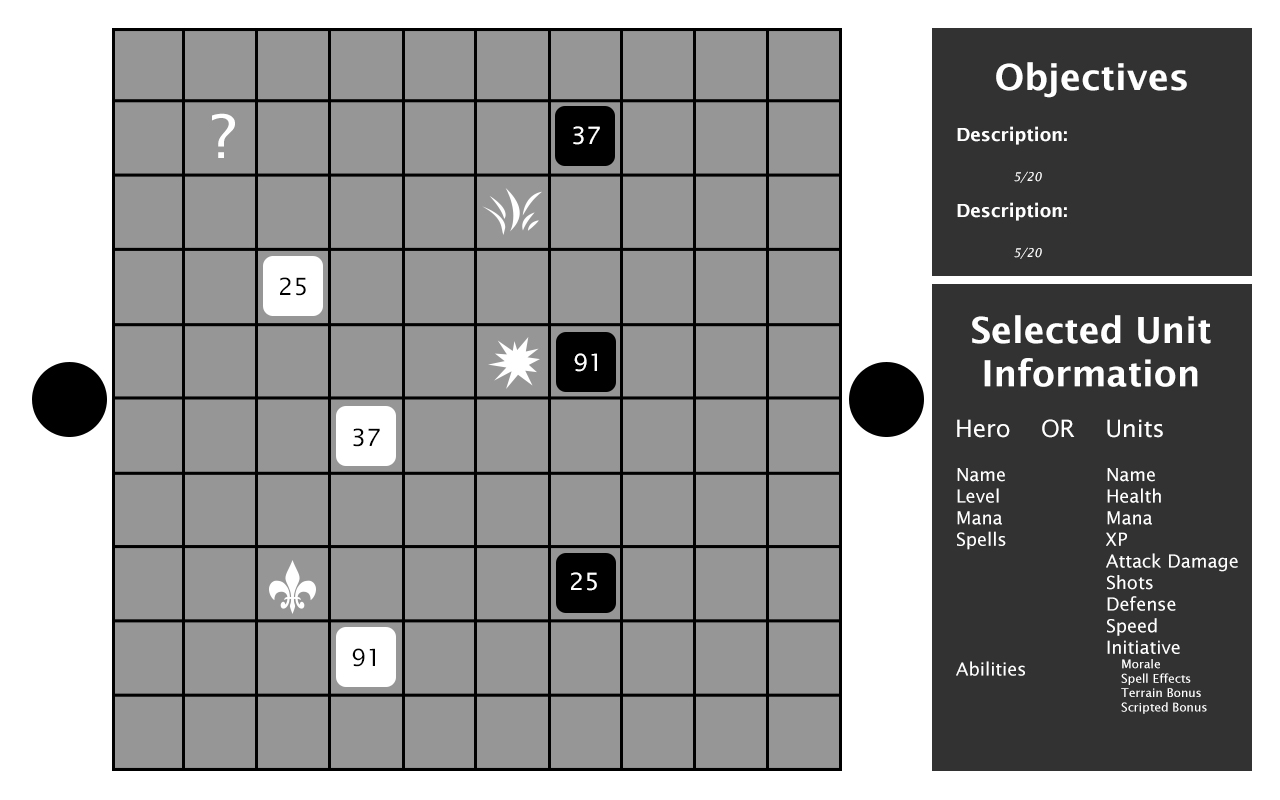 ?
37
25
91
37
25
91
Objectives
Description:
5/20
Description:
5/20
Selected Unit
Information
Hero OR Units
Name
Level
Mana
Spells
Abilities
Name
Health
Mana
XP
Attack Damage
Shots
Defense
Speed
Initiative
Morale
Spell Effects
Terrain Bonus
Scripted Bonus